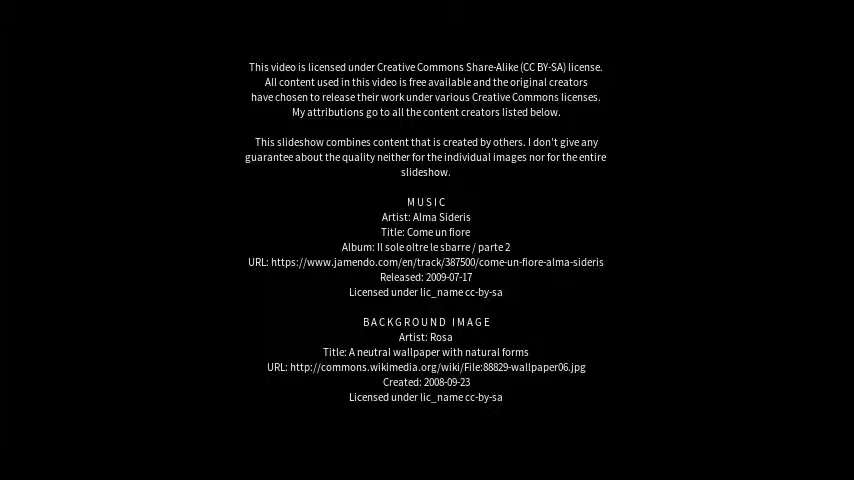 This video is licensed under Creative Commons Share-Alike (CC BY-SA) license.
All content used in this video is free available and the original creators
have chosen to release their work under various Creative Commons licenses.
My attributions go to all the content creators listed below.
This slideshow combines content that is created by others. I don't give any
guarantee about the quality neither for the individual images nor for the entire
slideshow.
MUSIC
Artist: Alma Sideris
Title: Come un fiore
Album: Il sole oltre le sbarre / parte 2
URL: https://www.jamendo.com/en/track/387500/come-un-fiore-alma-sideris
Released: 2009-07-17
Licensed under lic_name cc-by-sa
BACKGROUND IMAGE
Artist: Rosa
Title: A neutral wallpaper with natural forms
URL: http://commons.wikimedia.org/wiki/File:88829-wallpaper06.jpg
Created: 2008-09-23
Licensed under lic_name cc-by-sa